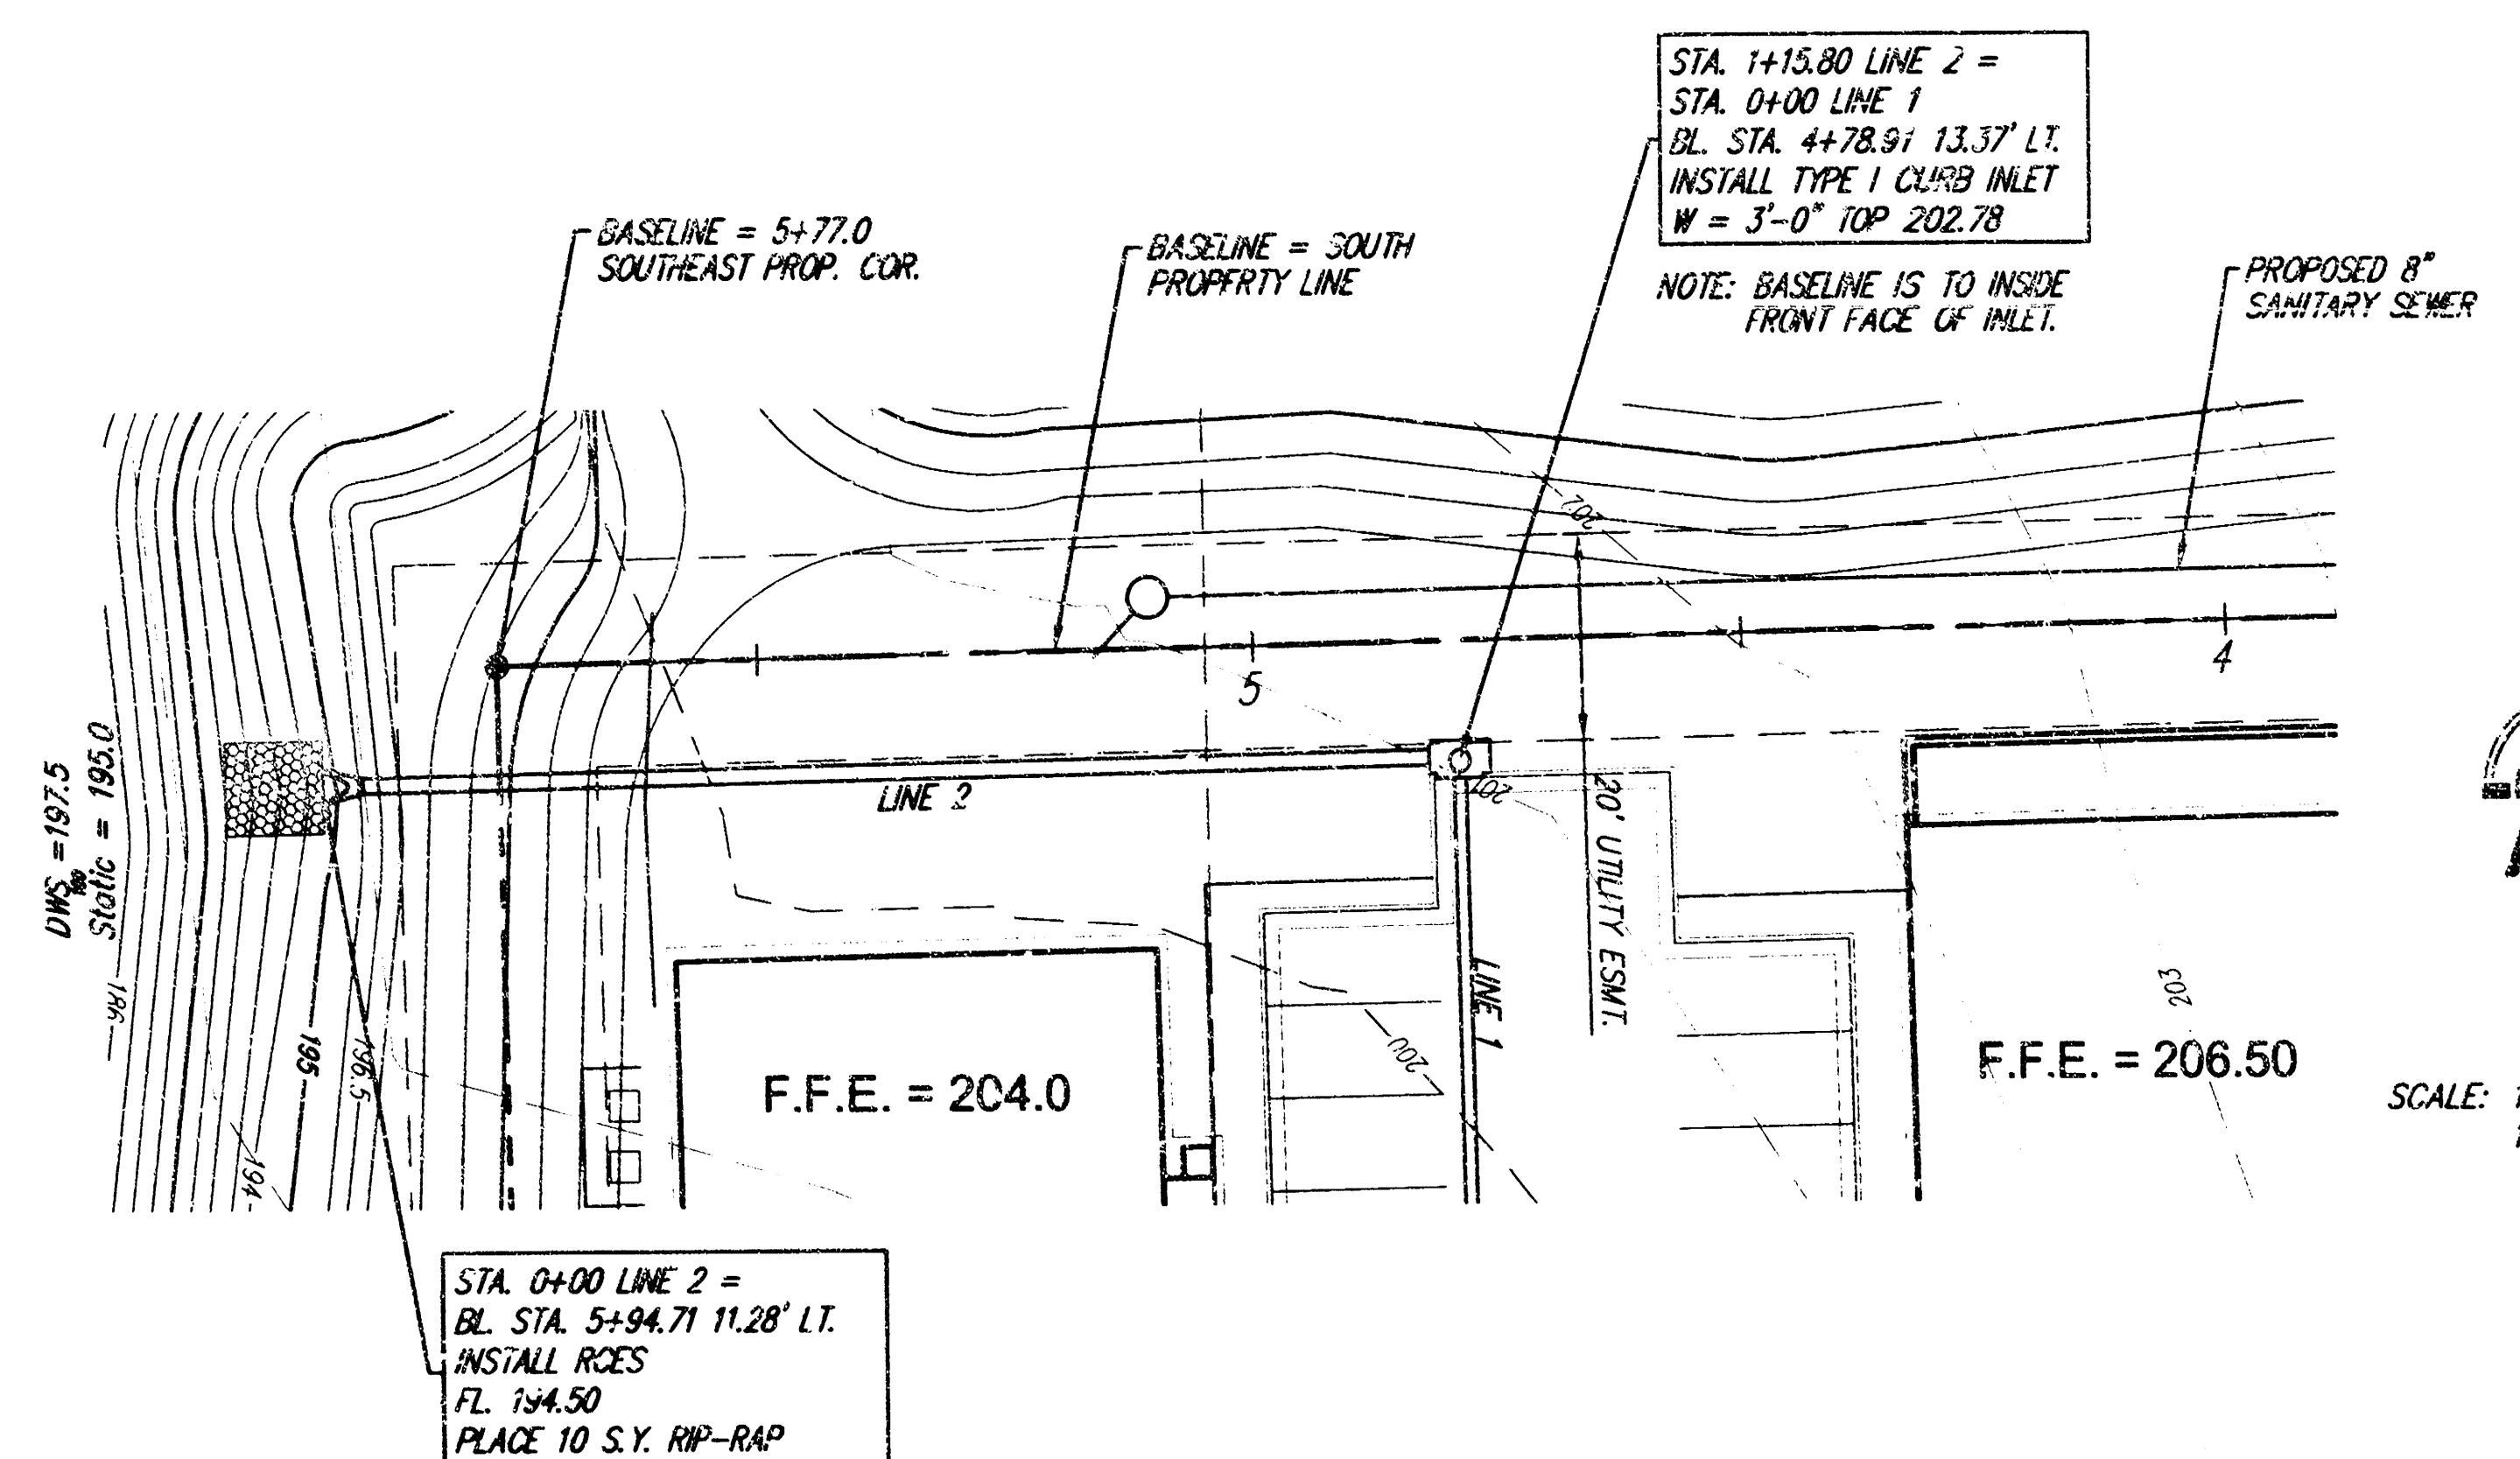 STA. 1+15.80 LINE 2 =
STA. 0+00 LINE 1
BL. STA. 4+78.91 13.37' LT.
INSTALL TYPE I CURB INLET
W = 3'-0" TOP 202.78
NOTE: BASELINE IS TO INSIDE
FRONT FACE OF INLET.
BASELINE = 5+77.0
SOUTHEAST PROP. COR.
BASELINE = SOUTH
PROPERTY LINE
PROPOSED 8"
SANITARY SEWER
202
5
4
DWS100 =197.5
Static = 195.0
LINE 2
201
20' UTILITY ESMT.
LINE 1
186
195
196.5
194
200
203
F.F.E. = 204.0
F.F.E. = 206.50
SCALE:
STA. 0+00 LINE 2 =
BL. STA. 5+94.71 11.28' LT.
INSTALL RCES
FL. 194.50
PLACE 10 S.Y. RIP-RAP